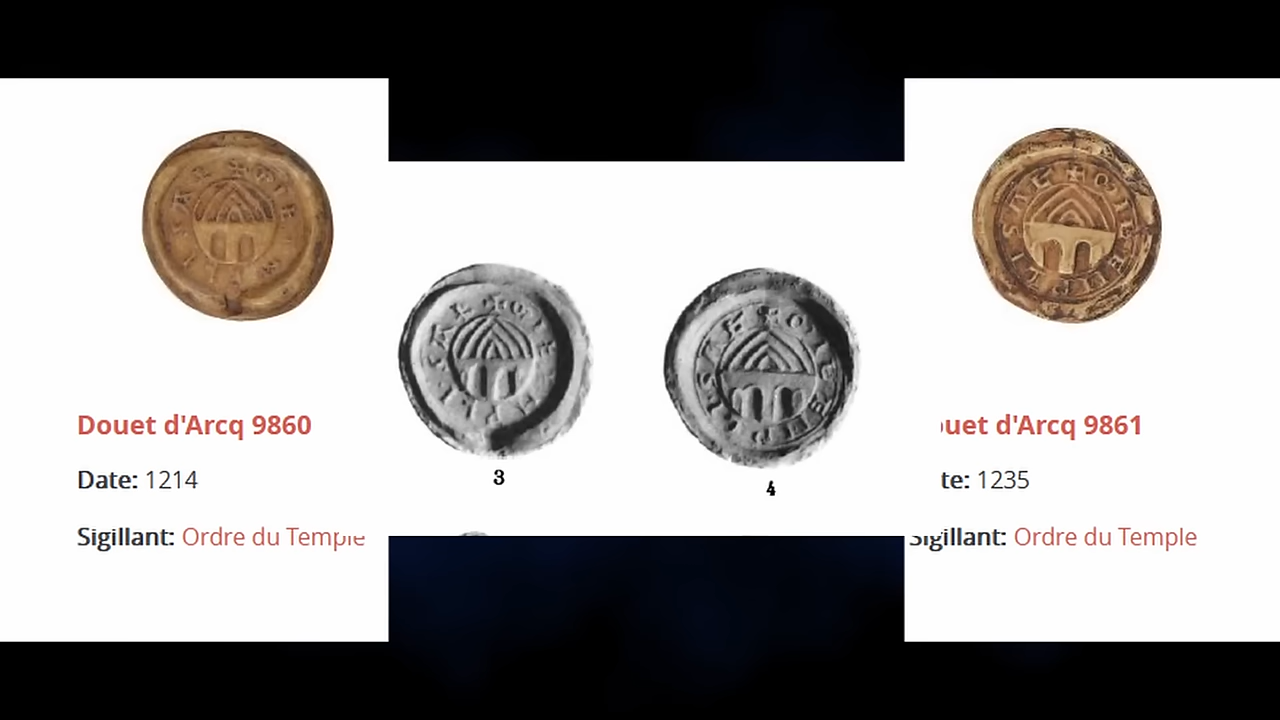 Douet d'Arcq 9860
Date: 1214
Sigillant: Ordre du Temple
3
4
ouet d'Arcq 9861
te: 1235
Sigillant: Ordre du Temple